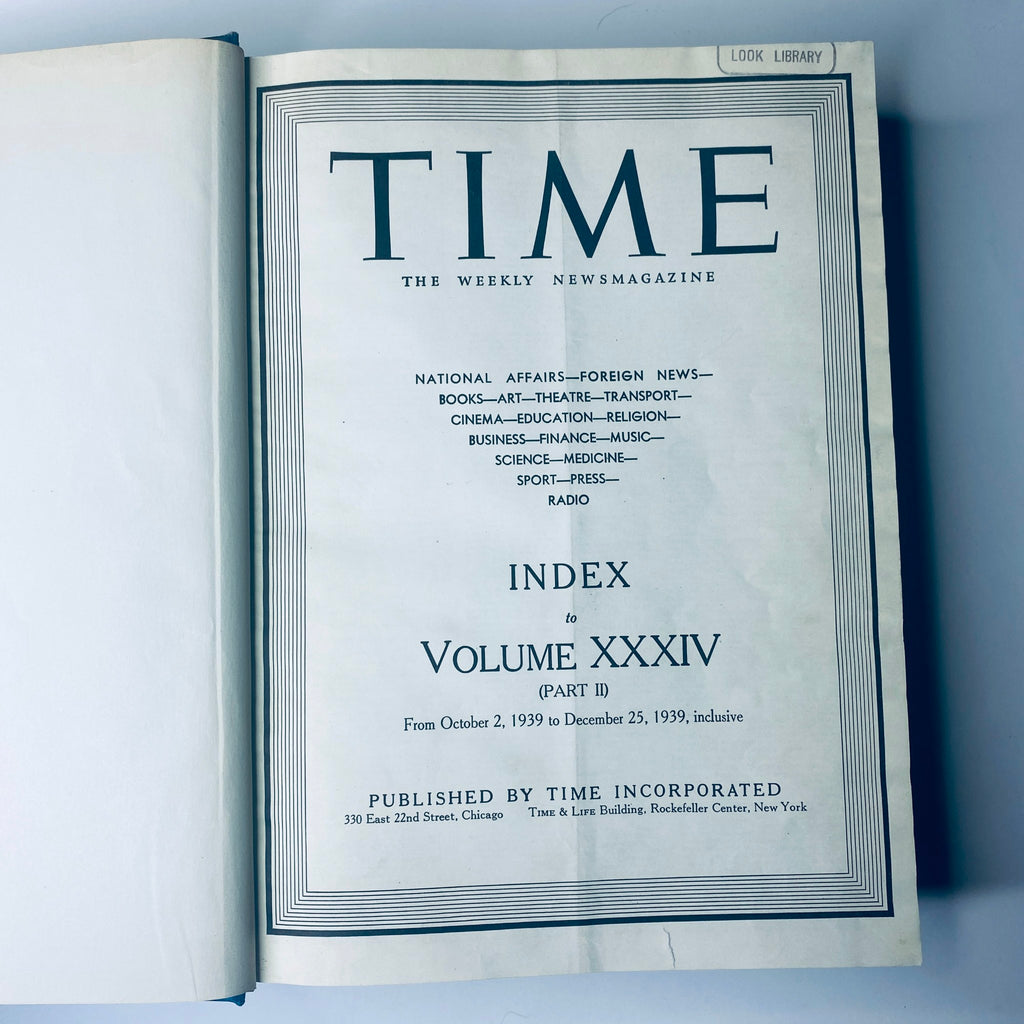 LOOK LIBRARY
TIME
THE WEEKLY NEWSMAGAZINE
NATIONAL AFFAIRS—FOREIGN NEWS—
BOOKS—ART—THEATRE—TRANSPORT—
CINEMA—EDUCATION—RELIGION—
BUSINESS—FINANCE—MUSIC—
SCIENCE—MEDICINE—
SPORT—PRESS—
RADIO
INDEX
to
VOLUME XXXIV
(PART II)
From October 2, 1939 to December 25, 1939, inclusive
PUBLISHED BY TIME INCORPORATED
330 East 22nd Street, Chicago TIME & LIFE Building, Rockefeller Center, New York